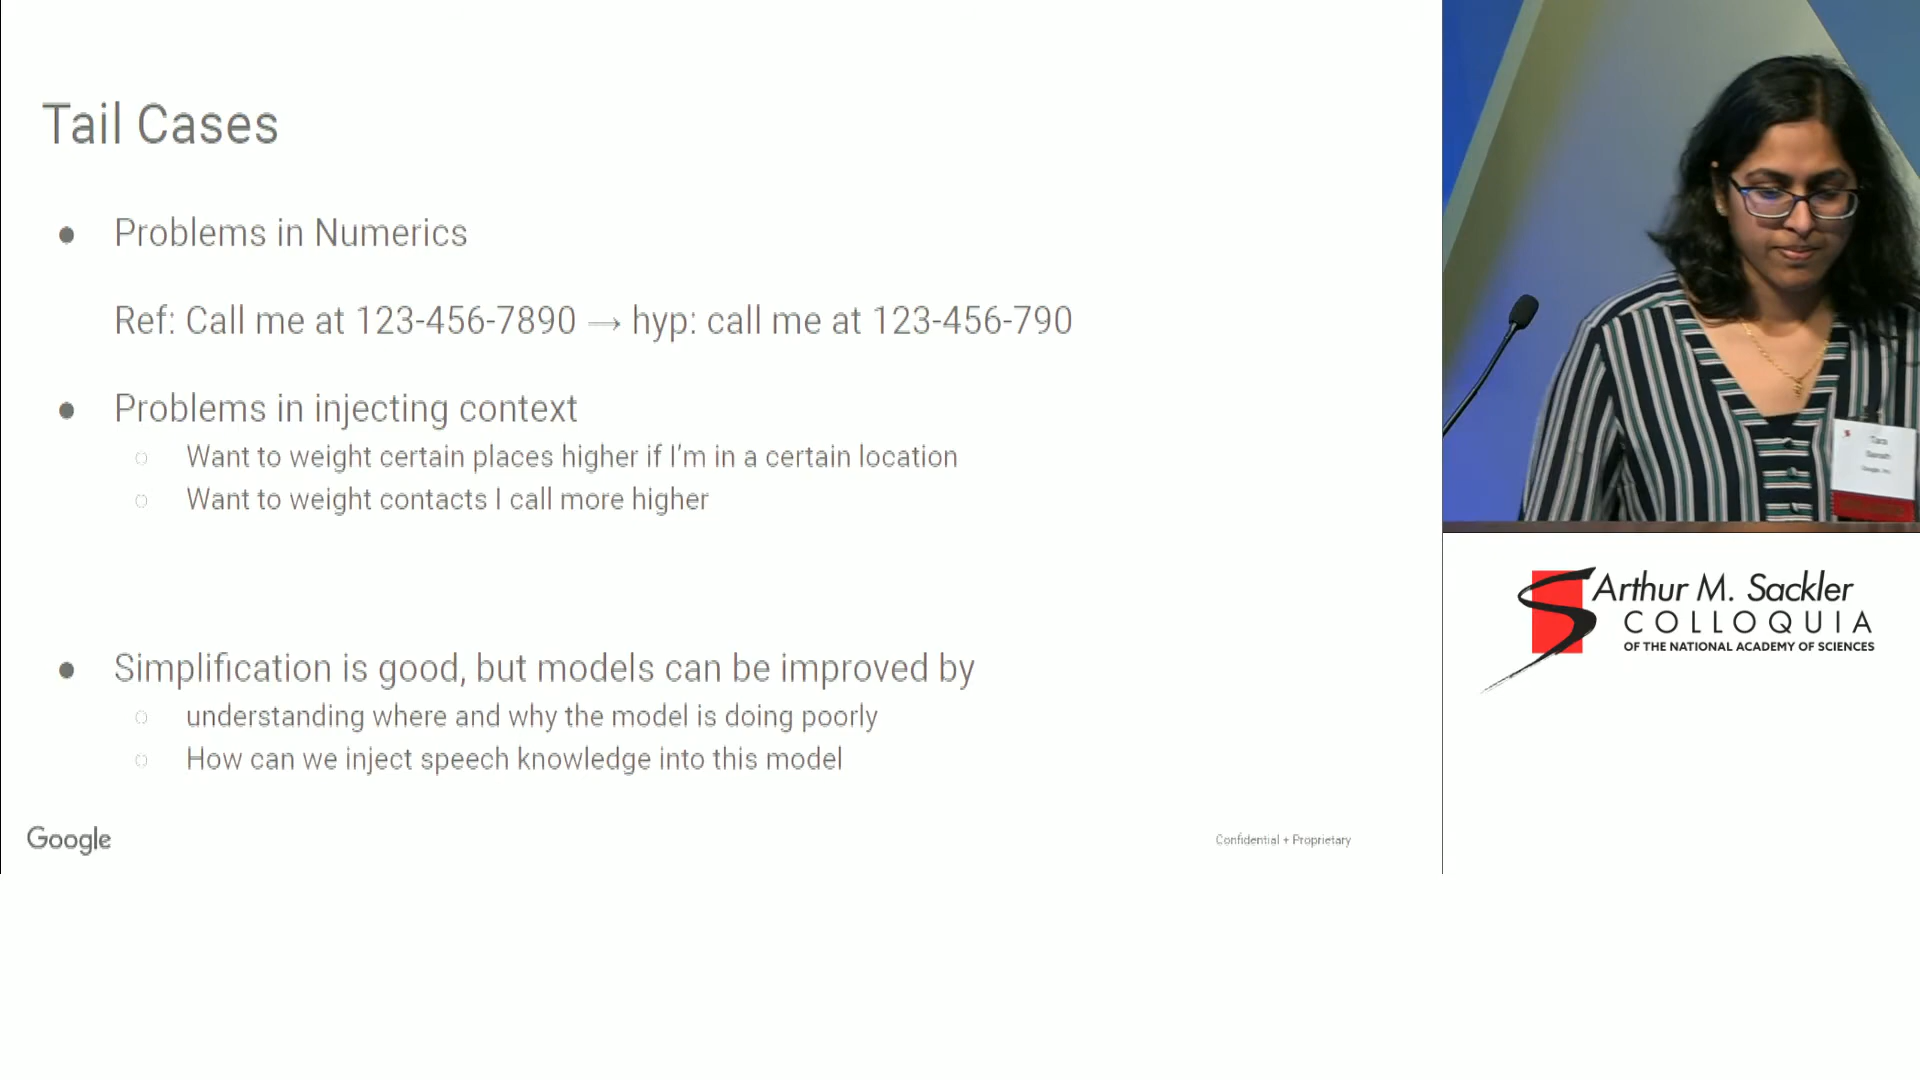 Tail Cases
● Problems in Numerics
Ref: Call me at 123-456-7890 → hyp: call me at 123-456-790
● Problems in injecting context
○ Want to weight certain places higher if I'm in a certain location
○ Want to weight contacts I call more higher
● Simplification is good, but models can be improved by
○ understanding where and why the model is doing poorly
○ How can we inject speech knowledge into this model
Google
Confidential + Proprietary
Tara
Arthur M. Sackler
COLLOQUIA
OF THE NATIONAL ACADEMY OF SCIENCES